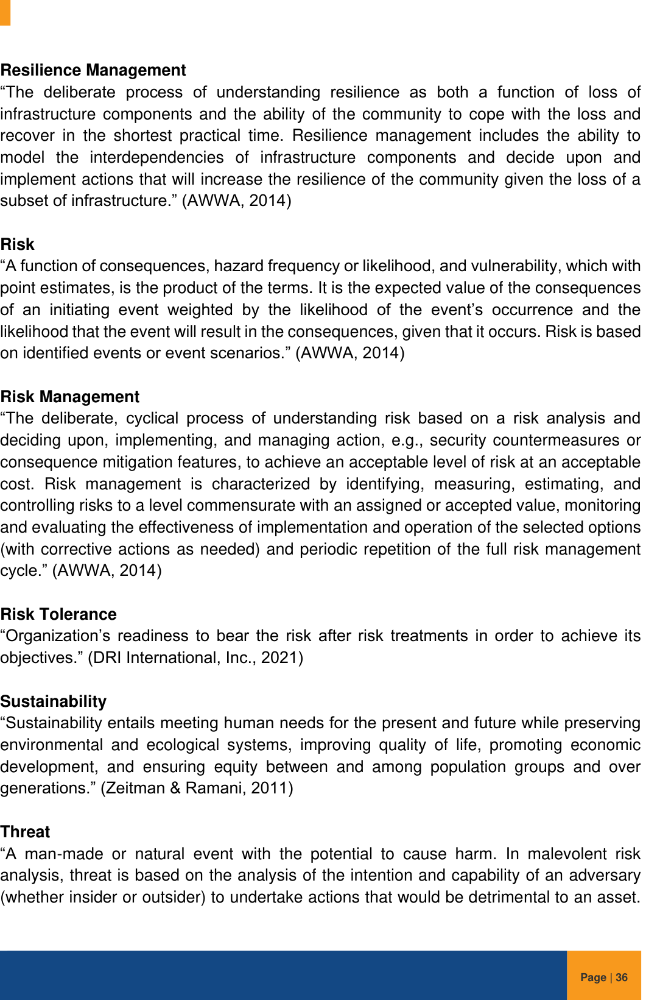 Resilience Management
“The deliberate process of understanding resilience as both a function of loss of
infrastructure components and the ability of the community to cope with the loss and
recover in the shortest practical time. Resilience management includes the ability to
model the interdependencies of infrastructure components and decide upon and
implement actions that will increase the resilience of the community given the loss of a
subset of infrastructure.” (AWWA, 2014)
Risk
“A function of consequences, hazard frequency or likelihood, and vulnerability, which with
point estimates, is the product of the terms. It is the expected value of the consequences
of an initiating event weighted by the likelihood of the event’s occurrence and the
likelihood that the event will result in the consequences, given that it occurs. Risk is based
on identified events or event scenarios.” (AWWA, 2014)
Risk Management
“The deliberate, cyclical process of understanding risk based on a risk analysis and
deciding upon, implementing, and managing action, e.g., security countermeasures or
consequence mitigation features, to achieve an acceptable level of risk at an acceptable
cost. Risk management is characterized by identifying, measuring, estimating, and
controlling risks to a level commensurate with an assigned or accepted value, monitoring
and evaluating the effectiveness of implementation and operation of the selected options
(with corrective actions as needed) and periodic repetition of the full risk management
cycle.” (AWWA, 2014)
Risk Tolerance
“Organization’s readiness to bear the risk after risk treatments in order to achieve its
objectives.” (DRI International, Inc., 2021)
Sustainability
“Sustainability entails meeting human needs for the present and future while preserving
environmental and ecological systems, improving quality of life, promoting economic
development, and ensuring equity between and among population groups and over
generations.” (Zeitman & Ramani, 2011)
Threat
“A man-made or natural event with the potential to cause harm. In malevolent risk
analysis, threat is based on the analysis of the intention and capability of an adversary
(whether insider or outsider) to undertake actions that would be detrimental to an asset.
Page | 36